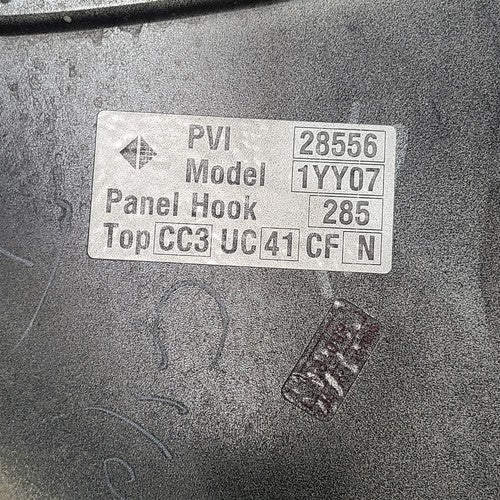 PVI 28556
Model 1YY07
Panel Hook 285
Top CC3 UC 41 CF N